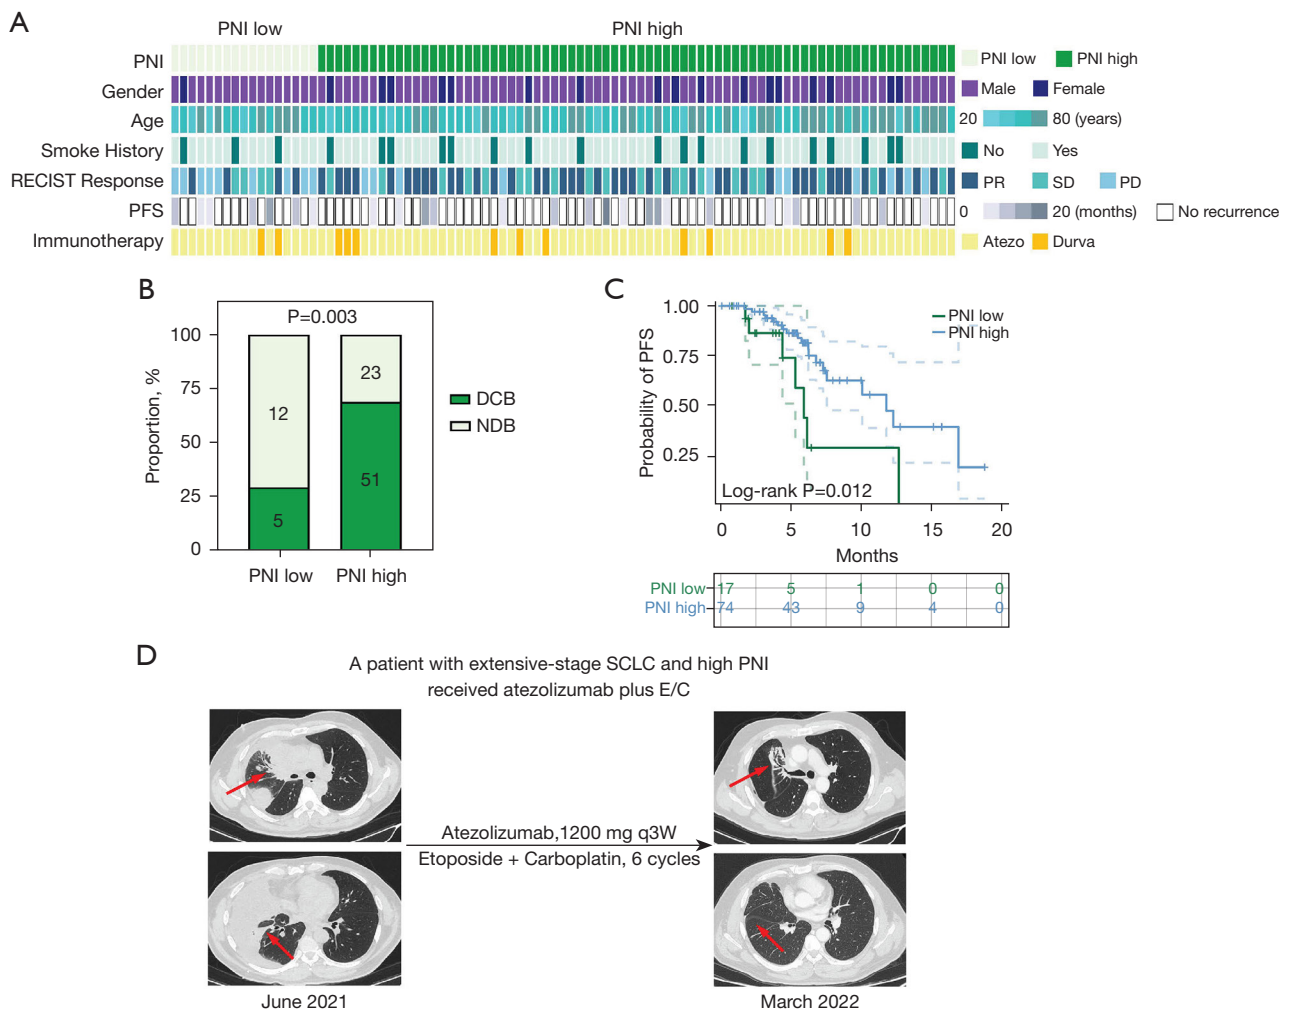 A
PNI low
PNI high
PNI
PNI low
PNI high
Gender
Male
Female
Age
20
80 (years)
Smoke History
No
Yes
RECIST Response
PR
SD
PD
PFS
0
20 (months)
No recurrence
Immunotherapy
Atezo
Durva
B
P=0.003
Proportion, %
100
75
50
25
0
12
5
23
51
PNI low
PNI high
DCB
NDB
C
Probability of PFS
1.00
0.75
0.50
0.25
PNI low
PNI high
Log-rank P=0.012
0 5 10 15 20
Months
PNI low 17 5 1 0 0
PNI high 74 43 9 4 0
D
A patient with extensive-stage SCLC and high PNI
received atezolizumab plus E/C
Atezolizumab,1200 mg q3W
Etoposide + Carboplatin, 6 cycles
June 2021
March 2022